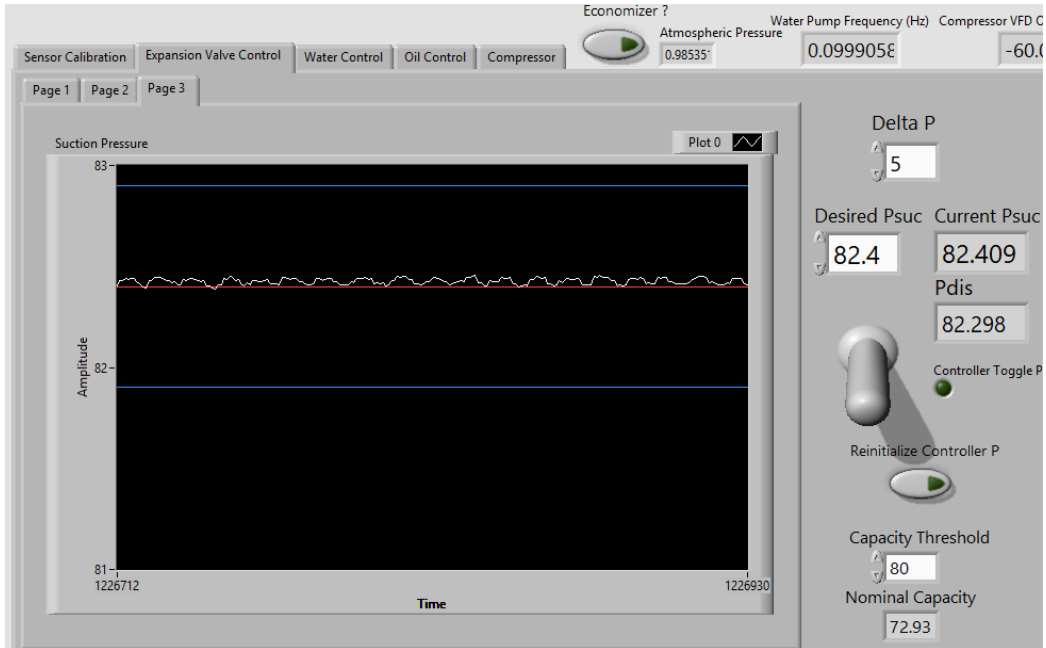 Economizer ?
Atmospheric Pressure
0.98535
Water Pump Frequency (Hz)
0.0999058
Compressor VFD
-60.
Sensor Calibration
Expansion Valve Control
Water Control
Oil Control
Compressor
Page 1
Page 2
Page 3
Suction Pressure
Plot 0
83
82
81
Amplitude
1226712
1226930
Time
Delta P
5
Desired Psuc
82.4
Current Psuc
82.409
Pdis
82.298
Controller Toggle P
Reinitialize Controller P
Capacity Threshold
80
Nominal Capacity
72.93